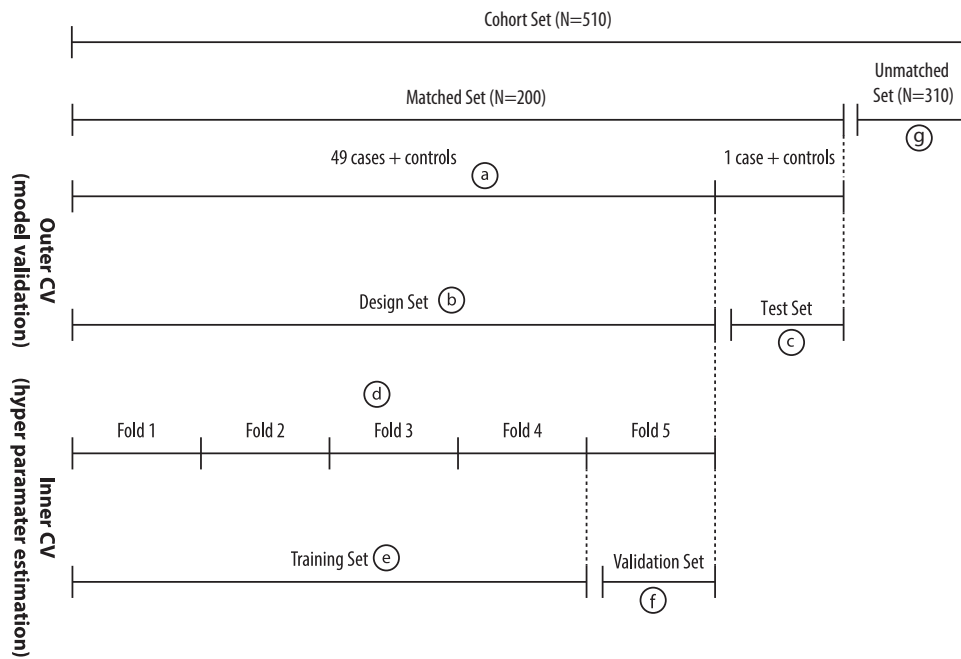 Cohort Set (N=510)
Matched Set (N=200)
Unmatched
Set (N=310)
g
49 cases + controls
a
1 case + controls
Outer CV
(model validation)
Design Set b
Test Set
c
d
Fold 1 Fold 2 Fold 3 Fold 4 Fold 5
Inner CV
(hyper paramater estimation)
Training Set e
Validation Set
f